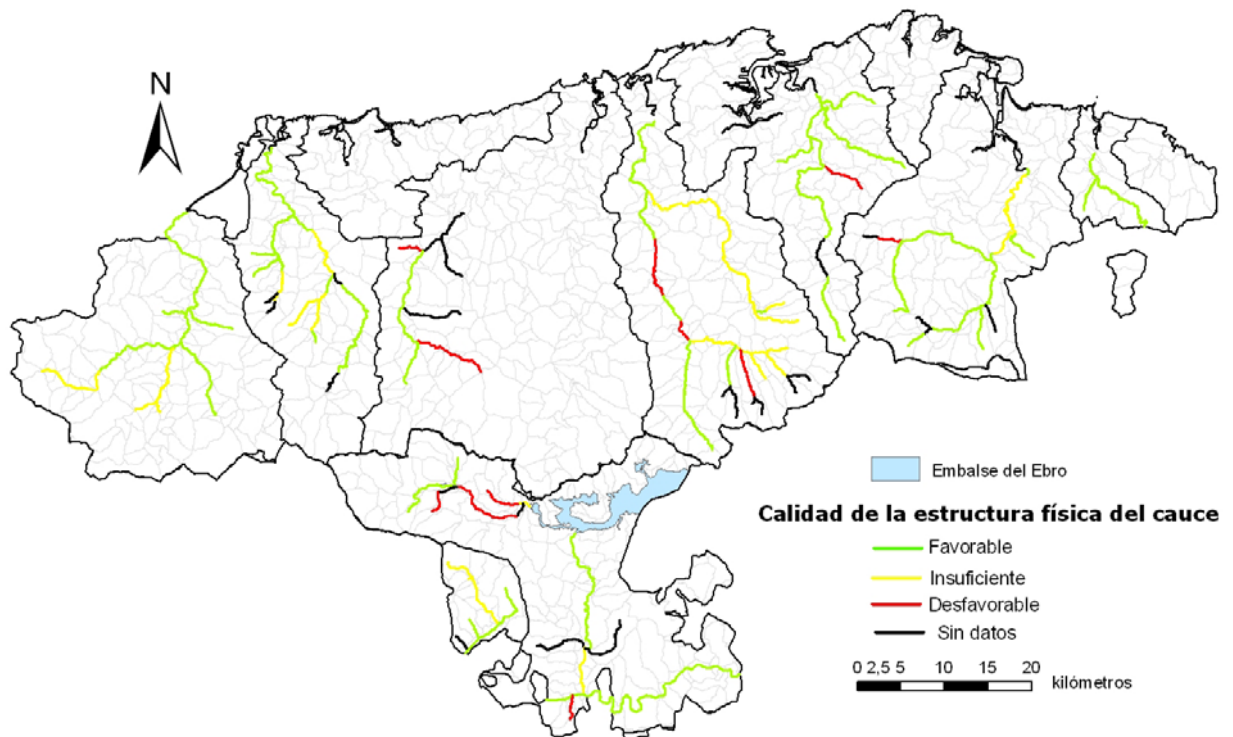 N
Embalse del Ebro
Calidad de la estructura física del cauce
Favorable
Insuficiente
Desfavorable
Sin datos
0 2,5 5 10 15 20
kilómetros